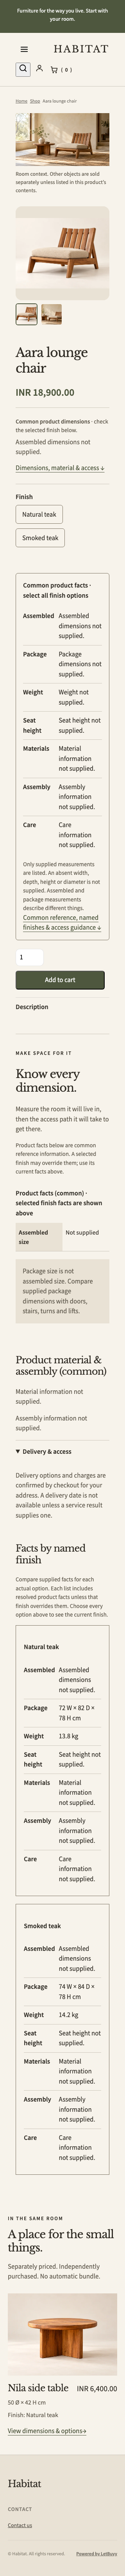 Furniture for the way you live. Start with
your room.
HABITAT
( 0 )
Home Shop Aara lounge chair
Room context. Other objects are sold
separately unless listed in this product's
contents.
Aara lounge
chair
INR 18,900.00
Common product dimensions · check
the selected finish below.
Assembled dimensions not
supplied.
Dimensions, material & access ↓
Finish
Natural teak
Smoked teak
Common product facts ·
select all finish options
Assembled Assembled
dimensions not
supplied.
Package Package
dimensions not
supplied.
Weight Weight not
supplied.
Seat Seat height not
height supplied.
Materials Material
information
not supplied.
Assembly Assembly
information
not supplied.
Care Care
information
not supplied.
Only supplied measurements
are listed. An absent width,
depth, height or diameter is not
supplied. Assembled and
package measurements
describe different things.
Common reference, named
finishes & access guidance ↓
1
Add to cart
Description
MAKE SPACE FOR IT
Know every
dimension.
Measure the room it will live in,
then the access path it will take to
get there.
Product facts below are common
reference information. A selected
finish may override them; use its
current facts above.
Product facts (common) ·
selected finish facts are shown
above
Assembled Not supplied
size
Package size is not
assembled size. Compare
supplied package
dimensions with doors,
stairs, turns and lifts.
Product material &
assembly (common)
Material information not
supplied.
Assembly information not
supplied.
▼ Delivery & access
Delivery options and charges are
confirmed by checkout for your
address. A delivery date is not
available unless a service result
supplies one.
Facts by named
finish
Compare supplied facts for each
actual option. Each list includes
resolved product facts unless that
finish overrides them. Choose every
option above to see the current finish.
Natural teak
Assembled Assembled
dimensions
not supplied.
Package 72 W × 82 D ×
78 H cm
Weight 13.8 kg
Seat Seat height not
height supplied.
Materials Material
information
not supplied.
Assembly Assembly
information
not supplied.
Care Care
information
not supplied.
Smoked teak
Assembled Assembled
dimensions
not supplied.
Package 74 W × 84 D ×
78 H cm
Weight 14.2 kg
Seat Seat height not
height supplied.
Materials Material
information
not supplied.
Assembly Assembly
information
not supplied.
Care Care
information
not supplied.
IN THE SAME ROOM
A place for the small
things.
Separately priced. Independently
purchased. No automatic bundle.
Nila side table INR 6,400.00
50 Ø × 42 H cm
Finish: Natural teak
View dimensions & options→
Habitat
CONTACT
Contact us
© Habitat. All rights reserved. Powered by LetBuyy